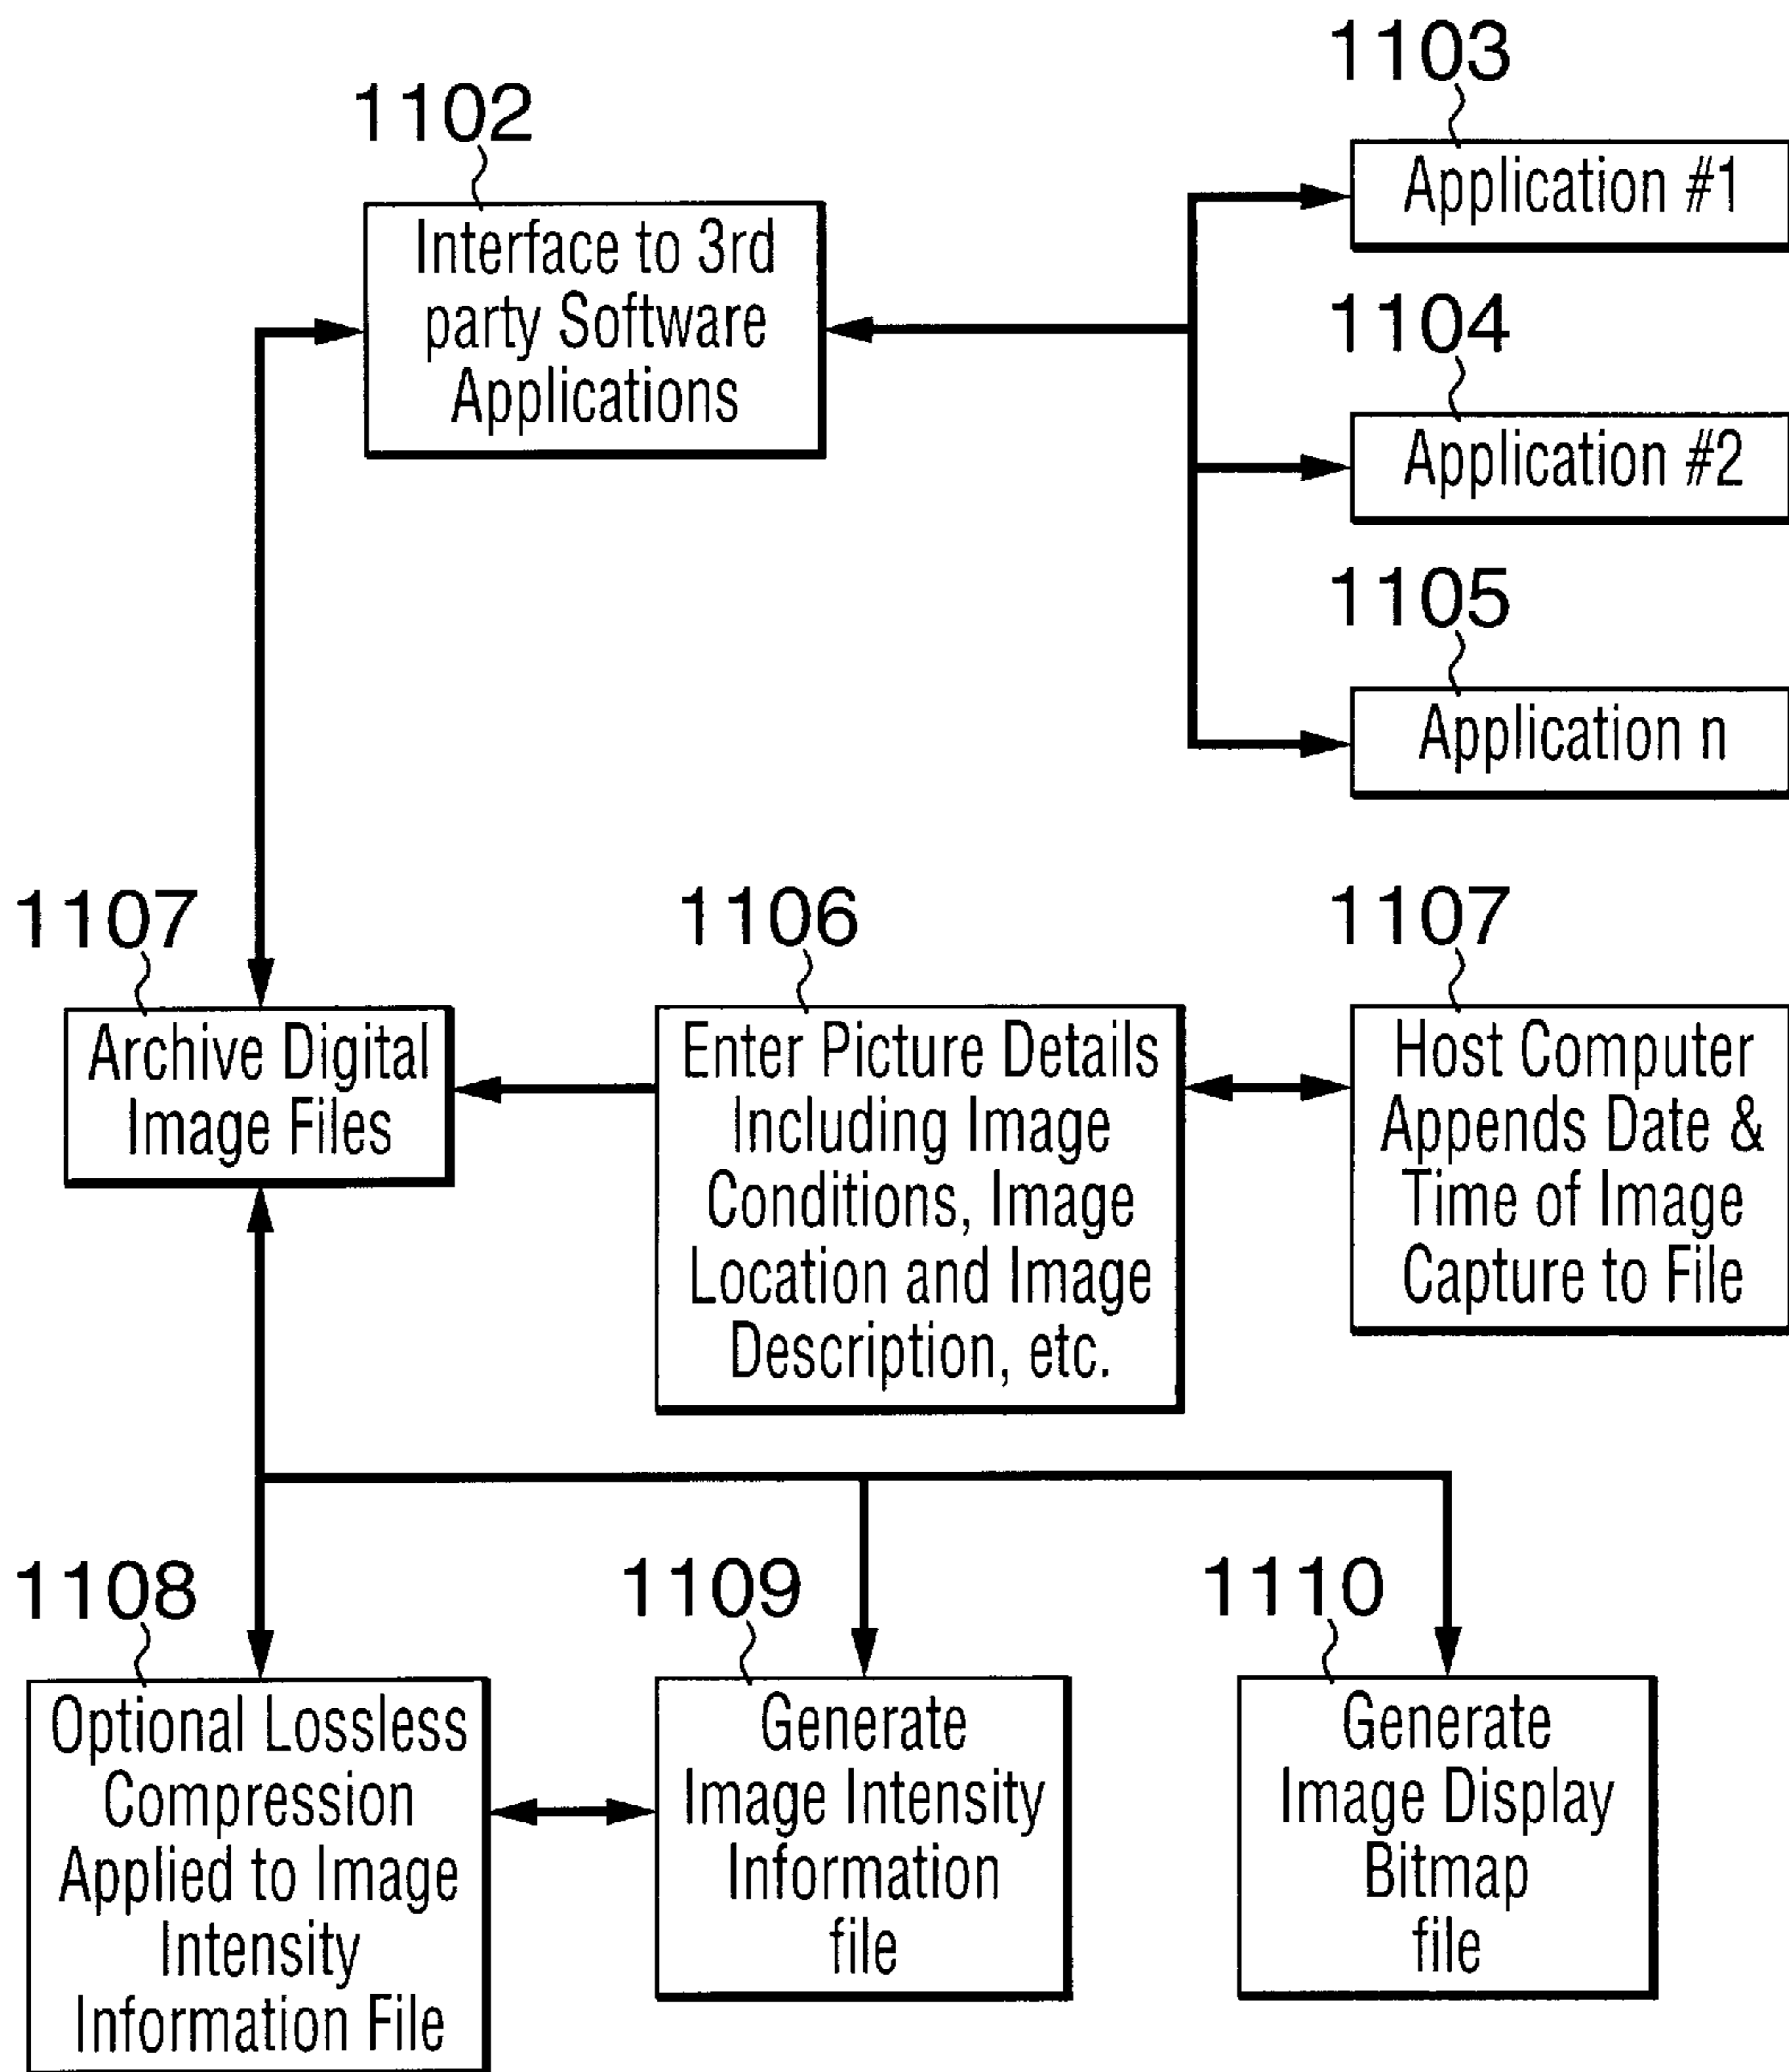 1103
Application #1
1102
Interface to 3rd
party Software
Applications
1104
Application #2
1105
Application n
1107
Archive Digital
Image Files
1106
Enter Picture Details
Including Image
Conditions, Image
Location and Image
Description, etc.
1107
Host Computer
Appends Date &
Time of Image
Capture to File
1108
Optional Lossless
Compression
Applied to Image
Intensity
Information File
1109
Generate
Image Intensity
Information
file
1110
Generate
Image Display
Bitmap
file